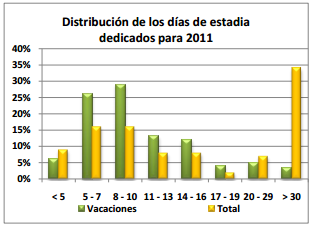 Distribución de los días de estadia
dedicados para 2011
40%
35%
30%
25%
20%
15%
10%
5%
0%
< 5 5 - 7 8 - 10 11 - 13 14 - 16 17 - 19 20 - 29 > 30
Vacaciones Total